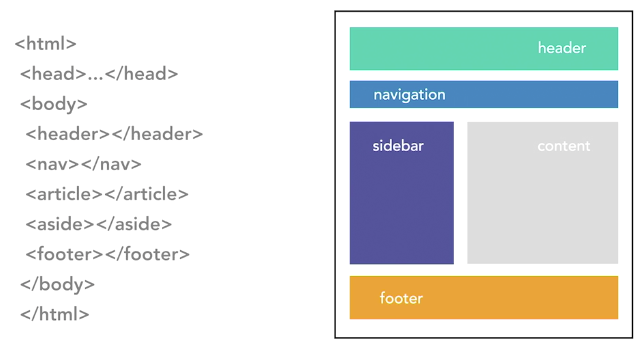 <html>
<head>...</head>
<body>
<header></header>
<nav></nav>
<article></article>
<aside></aside>
<footer></footer>
</body>
</html>
header
navigation
sidebar
content
footer